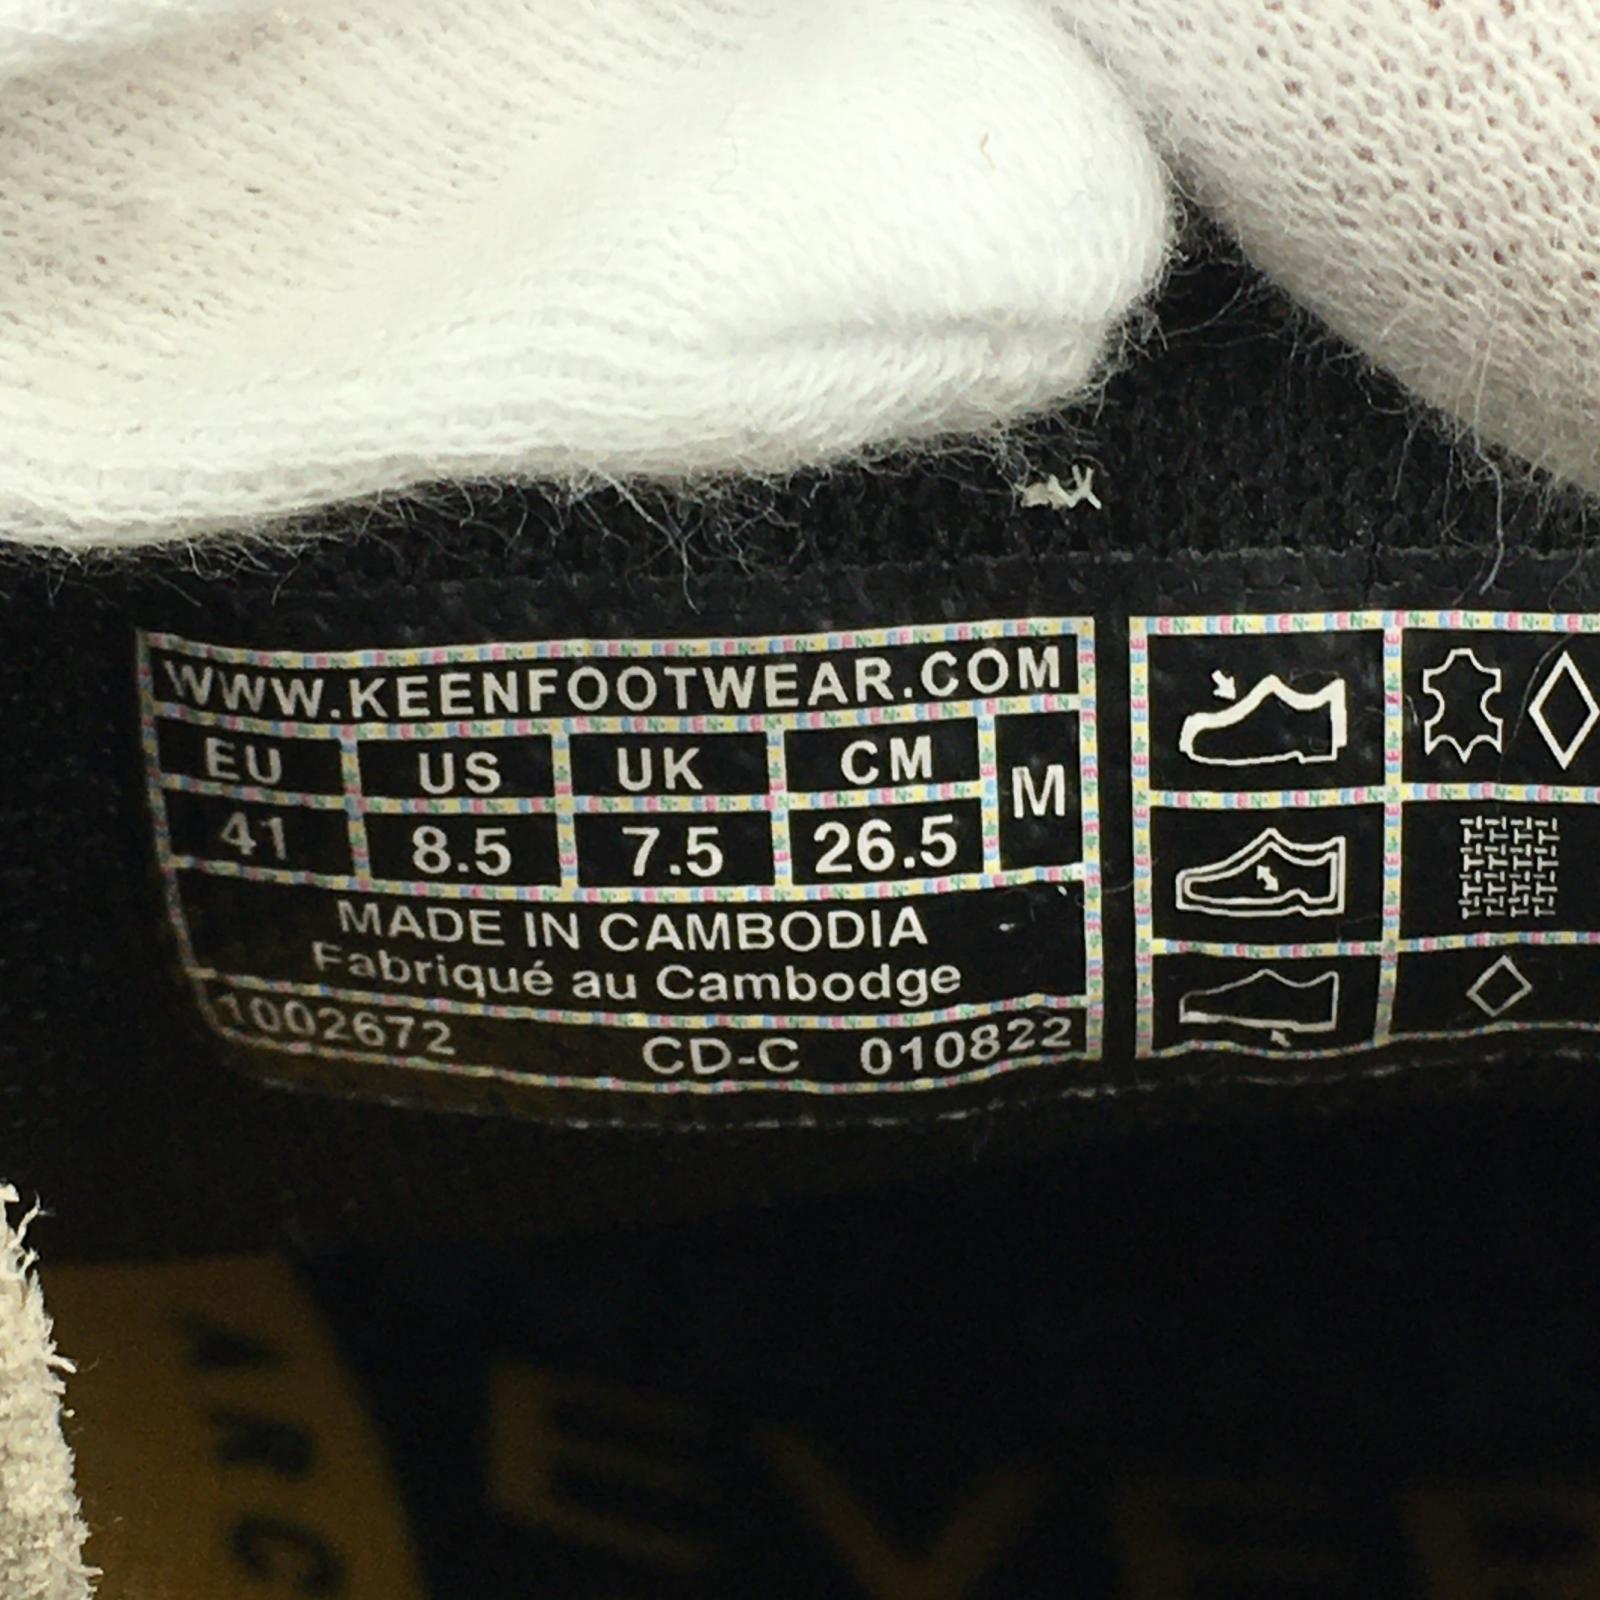 WWW.KEENFOOTWEAR.COM
EU US UK CM M
41 8.5 7.5 26.5
MADE IN CAMBODIA
Fabriqué au Cambodge
1002672 CD-C 010822